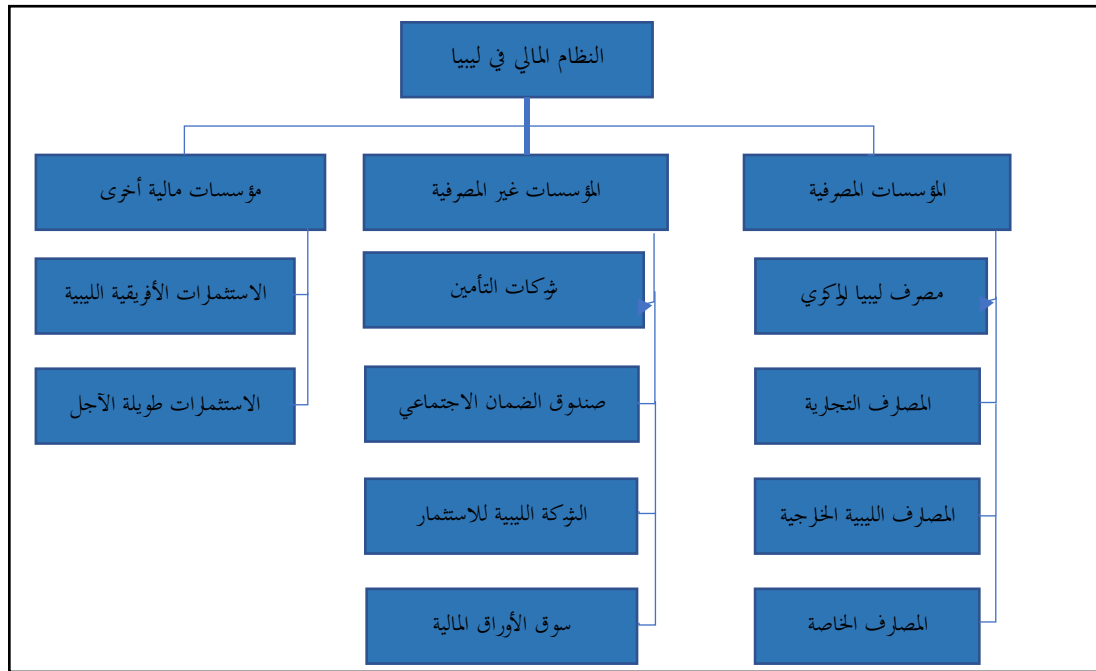 النظام المالي في ليبيا
المؤسسات المصرفية
المؤسسات غير المصرفية
مؤسسات مالية أخرى
مصرف ليبيا المركزي
المصارف التجارية
المصارف الليبية الخارجية
المصارف الخاصة
شركات التأمين
صندوق الضمان الاجتماعي
الشركة الليبية للاستثمار
سوق الأوراق المالية
الاستثمارات الأفريقية الليبية
الاستثمارات طويلة الآجل